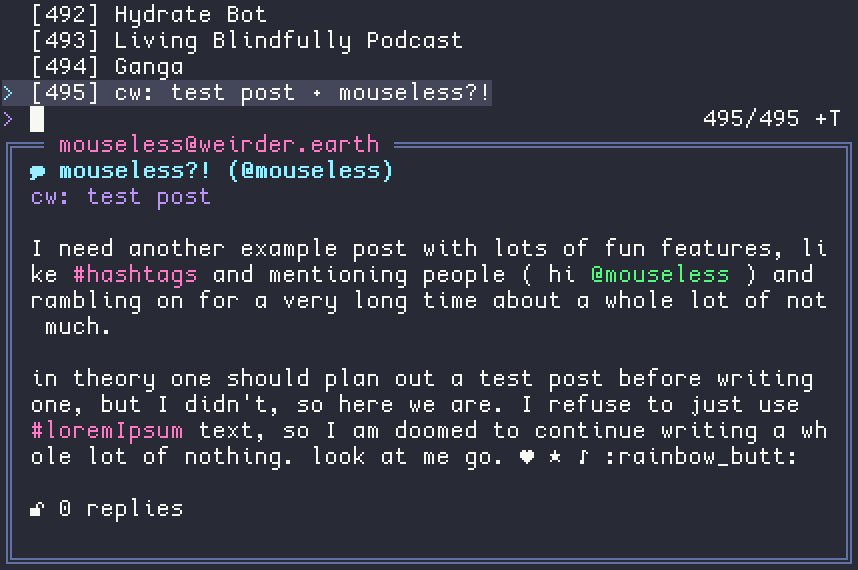 [492] Hydrate Bot
[493] Living Blindfully Podcast
[494] Ganga
> [495] cw: test post · mouseless?!
> 495/495 +T
mouseless@weirder.earth
mouseless?! (@mouseless)
cw: test post
I need another example post with lots of fun features, li
ke #hashtags and mentioning people ( hi @mouseless ) and
rambling on for a very long time about a whole lot of not
much.
in theory one should plan out a test post before writing
one, but I didn't, so here we are. I refuse to just use
#loremIpsum text, so I am doomed to continue writing a wh
ole lot of nothing. look at me go. ♥ ★ ♪ :rainbow_butt:
0 replies